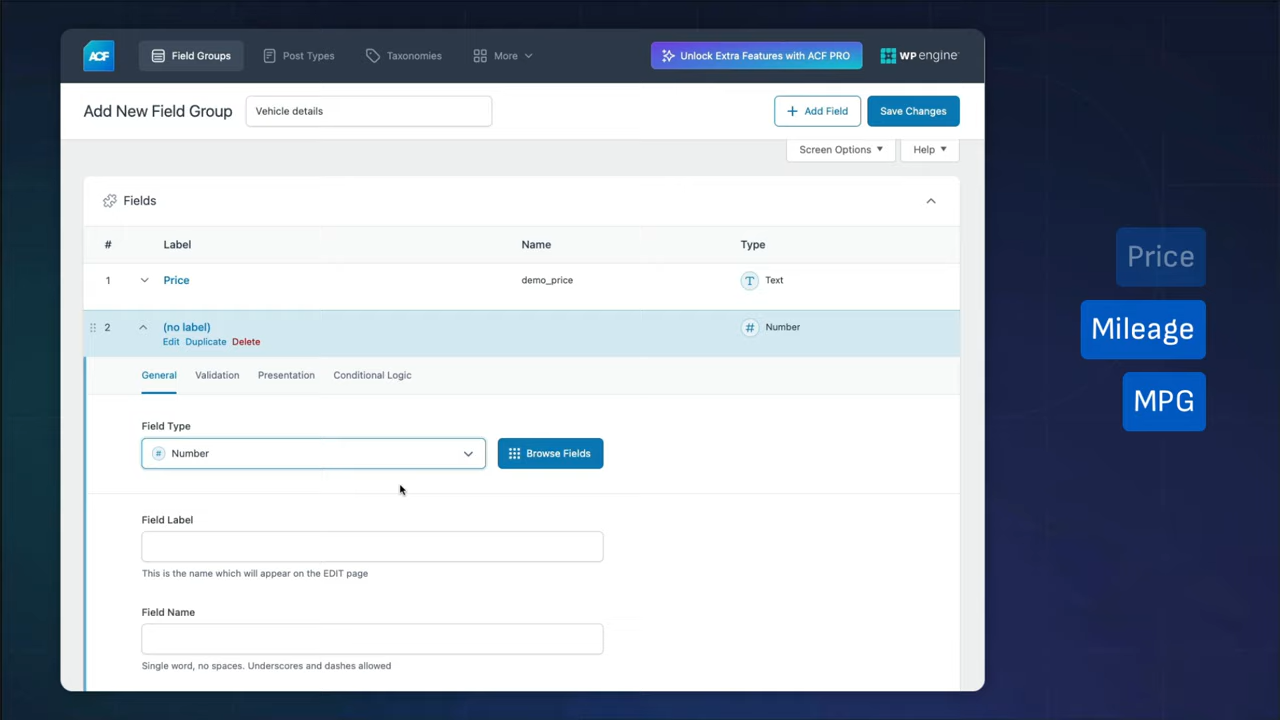 ACF
Field Groups
Post Types
Taxonomies
More
Unlock Extra Features with ACF PRO
WP engine
Add New Field Group
Vehicle details
+ Add Field
Save Changes
Screen Options
Help
Fields
# Label Name Type
1 Price demo_price T Text
2 (no label) # Number
Edit Duplicate Delete
General Validation Presentation Conditional Logic
Field Type
# Number
Browse Fields
Field Label
This is the name which will appear on the EDIT page
Field Name
Single word, no spaces. Underscores and dashes allowed
Price
Mileage
MPG